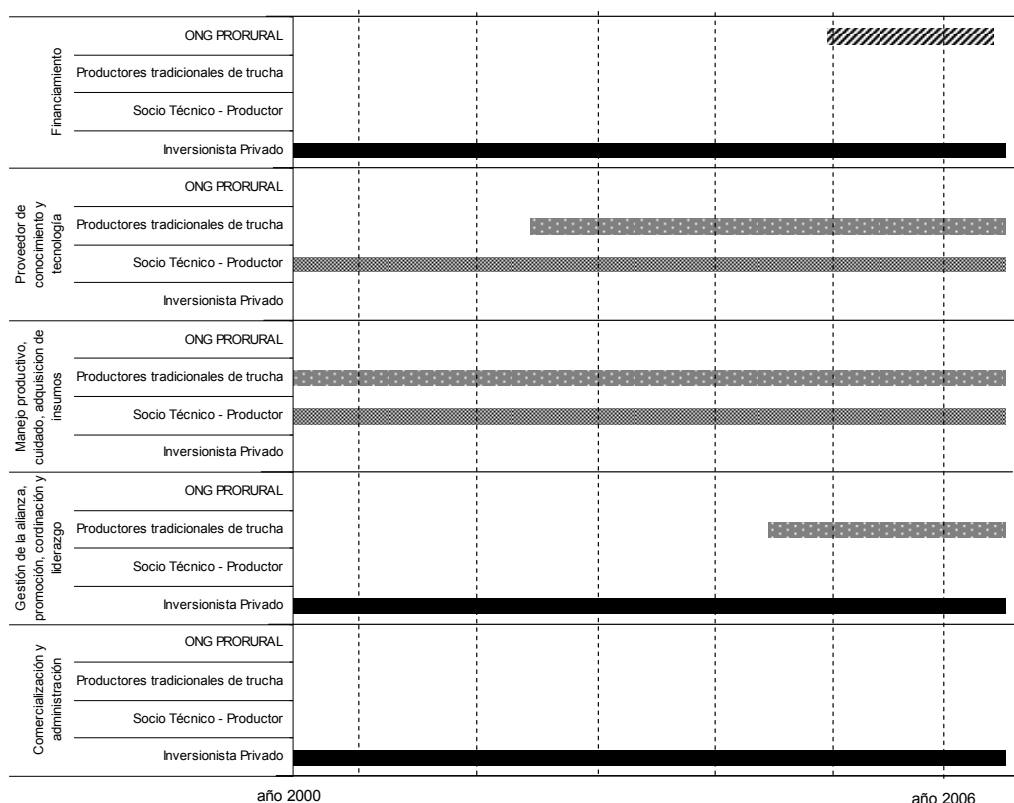 Financiamiento
ONG PRORURAL
Productores tradicionales de trucha
Socio Técnico - Productor
Inversionista Privado
Proveedor de
conocimiento y
tecnología
ONG PRORURAL
Productores tradicionales de trucha
Socio Técnico - Productor
Inversionista Privado
Manejo productivo,
cuidado, adquisicion de
insumos
ONG PRORURAL
Productores tradicionales de trucha
Socio Técnico - Productor
Inversionista Privado
Gestión de la alianza,
promoción, cordinación y
liderazgo
ONG PRORURAL
Productores tradicionales de trucha
Socio Técnico - Productor
Inversionista Privado
Comercialización y
administración
ONG PRORURAL
Productores tradicionales de trucha
Socio Técnico - Productor
Inversionista Privado
año 2000
año 2006